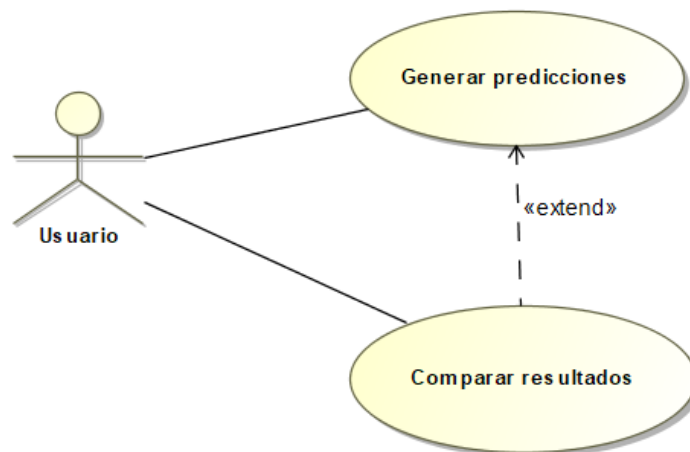 Generar predicciones
«extend»
Usuario
Comparar resultados